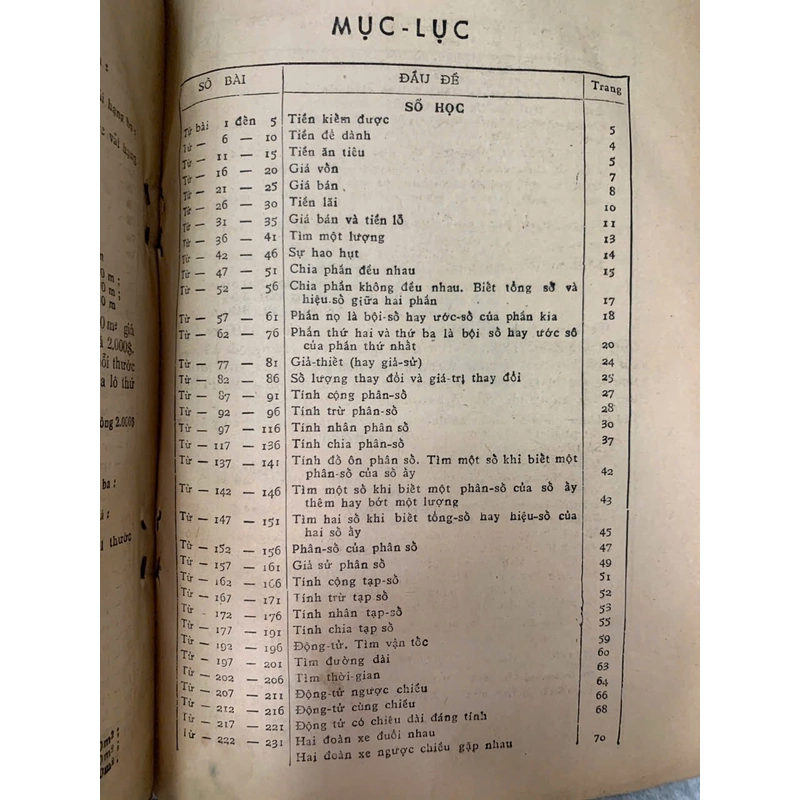 MỤC-LỤC
SỐ BÀI ĐẦU ĐỀ Trang
SỐ HỌC
Từ bài 1 đến 5 Tiền kiếm được 5
Từ — 6 — 10 Tiền để dành 4
Từ — 11 — 15 Tiền ăn tiêu 5
Từ — 16 — 20 Giá vốn 7
Từ — 21 — 25 Giá bán 8
Từ — 26 — 30 Tiền lãi 10
Từ — 31 — 35 Giá bán và tiền lỗ 11
Từ — 36 — 41 Tìm một lượng 13
Từ — 42 — 46 Sự hao hụt 14
Từ — 47 — 51 Chia phần đều nhau 15
Từ — 52 — 56 Chia phần không đều nhau. Biết tổng số và
hiệu số giữa hai phần 17
Từ — 57 — 61 Phần nọ là bội-số hay ước-số của phần kia 18
Từ — 62 — 76 Phần thứ hai và thứ ba là bội số hay ước số
của phần thứ nhất 20
Từ — 77 — 81 Giả-thiết (hay giả-sử) 24
Từ — 82 — 86 Số lượng thay đổi và giá-trị thay đổi 25
Từ — 87 — 91 Tính cộng phân-số 27
Từ — 92 — 96 Tính trừ phân-số 28
Từ — 97 — 116 Tính nhân phân số 30
Từ — 117 — 136 Tính chia phân-số 37
Từ — 137 — 141 Tính đố ôn phân số. Tìm một số khi biết một
phân-số của số ấy 42
Từ — 142 — 146 Tìm một số khi biết một phân-số của số ấy
thêm hay bớt một lượng 43
Từ — 147 — 151 Tìm hai số khi biết tổng-số hay hiệu-số của
hai số ấy 45
Từ — 152 — 156 Phân-số của phân số 47
Từ — 157 — 161 Giả sử phân số 49
Từ — 162 — 166 Tính cộng tạp-số 51
Từ — 167 — 171 Tính trừ tạp số 52
Từ 172 — 176 Tính nhân tạp-số 53
Từ — 177 — 191 Tính chia tạp số 55
Từ — 192 — 196 Động-tử. Tìm vận tốc 59
Từ — 197 — 201 Tìm đường dài 60
Từ — 202 — 206 Tìm thời-gian 63
Từ — 207 — 211 Động-tử ngược chiều 64
Từ — 212 — 216 Động-tử cùng chiều 66
Từ — 217 — 221 Động tử có chiều dài đáng tính 68
Từ — 222 — 231 Hai đoàn xe đuổi nhau 70
Hai đoàn xe ngược chiều gặp nhau